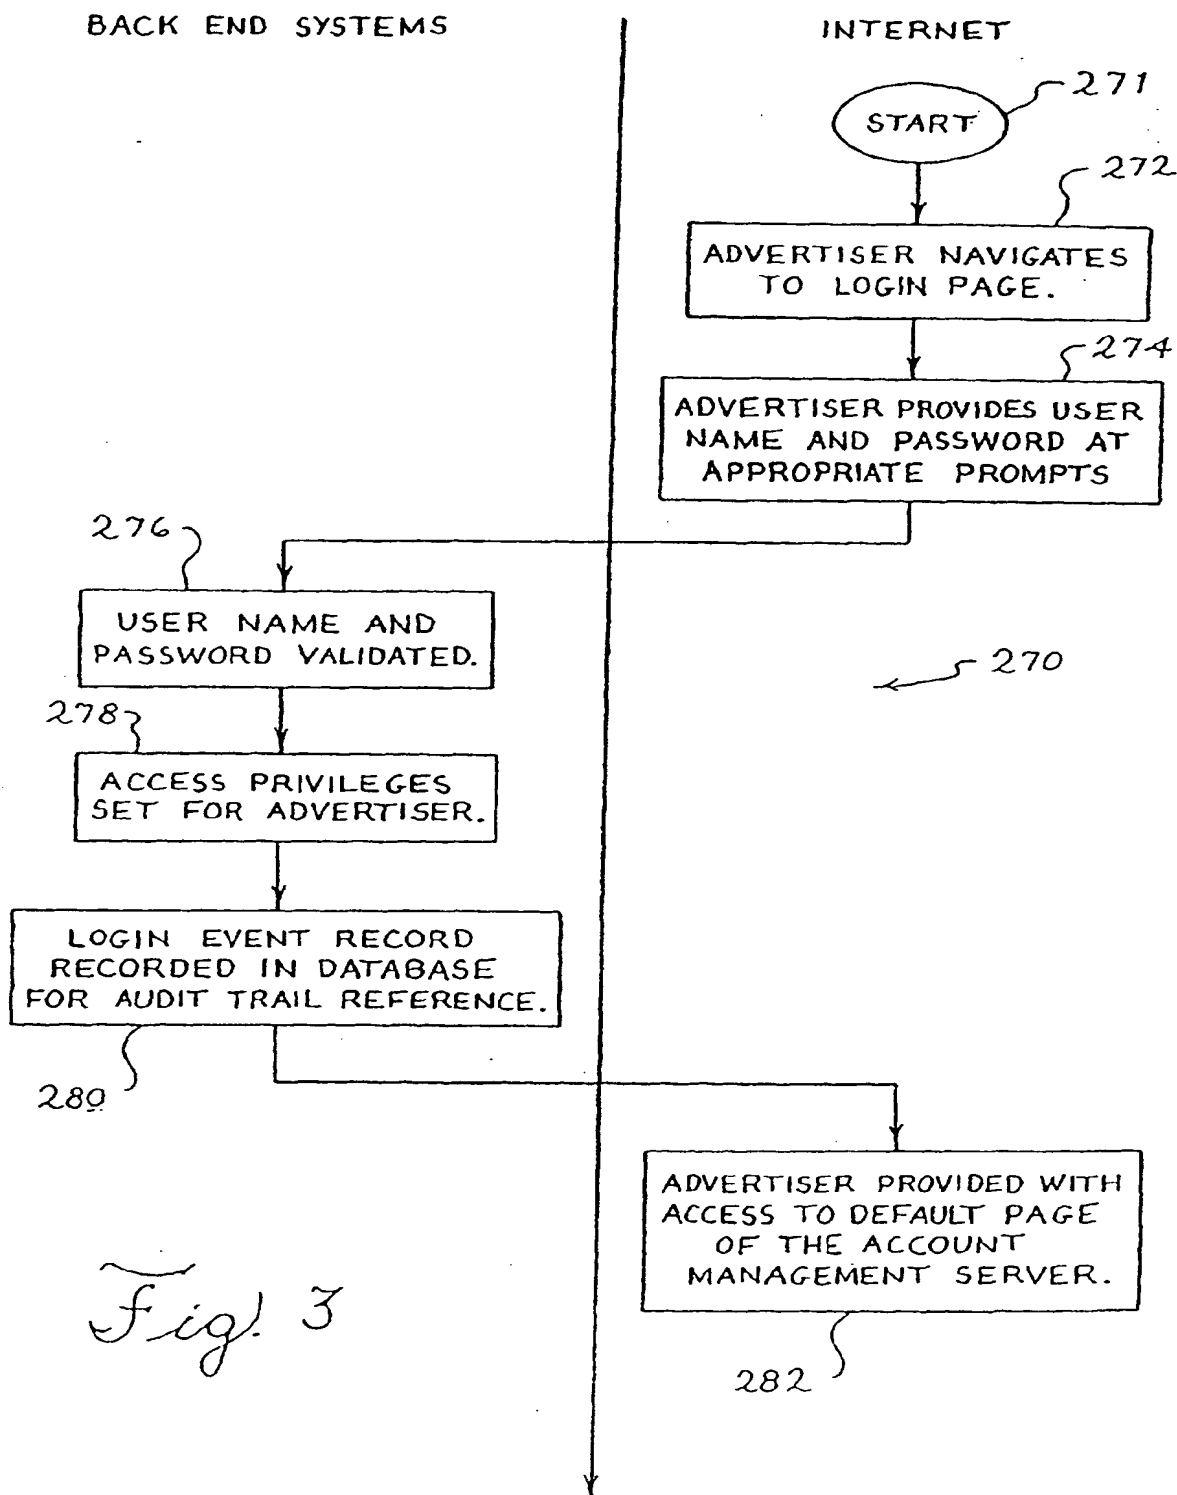 BACK END SYSTEMS
INTERNET
START
271
272
ADVERTISER NAVIGATES
TO LOGIN PAGE.
274
ADVERTISER PROVIDES USER
NAME AND PASSWORD AT
APPROPRIATE PROMPTS
276
USER NAME AND
PASSWORD VALIDATED.
270
278
ACCESS PRIVILEGES
SET FOR ADVERTISER.
LOGIN EVENT RECORD
RECORDED IN DATABASE
FOR AUDIT TRAIL REFERENCE.
280
ADVERTISER PROVIDED WITH
ACCESS TO DEFAULT PAGE
OF THE ACCOUNT
MANAGEMENT SERVER.
282
Fig. 3